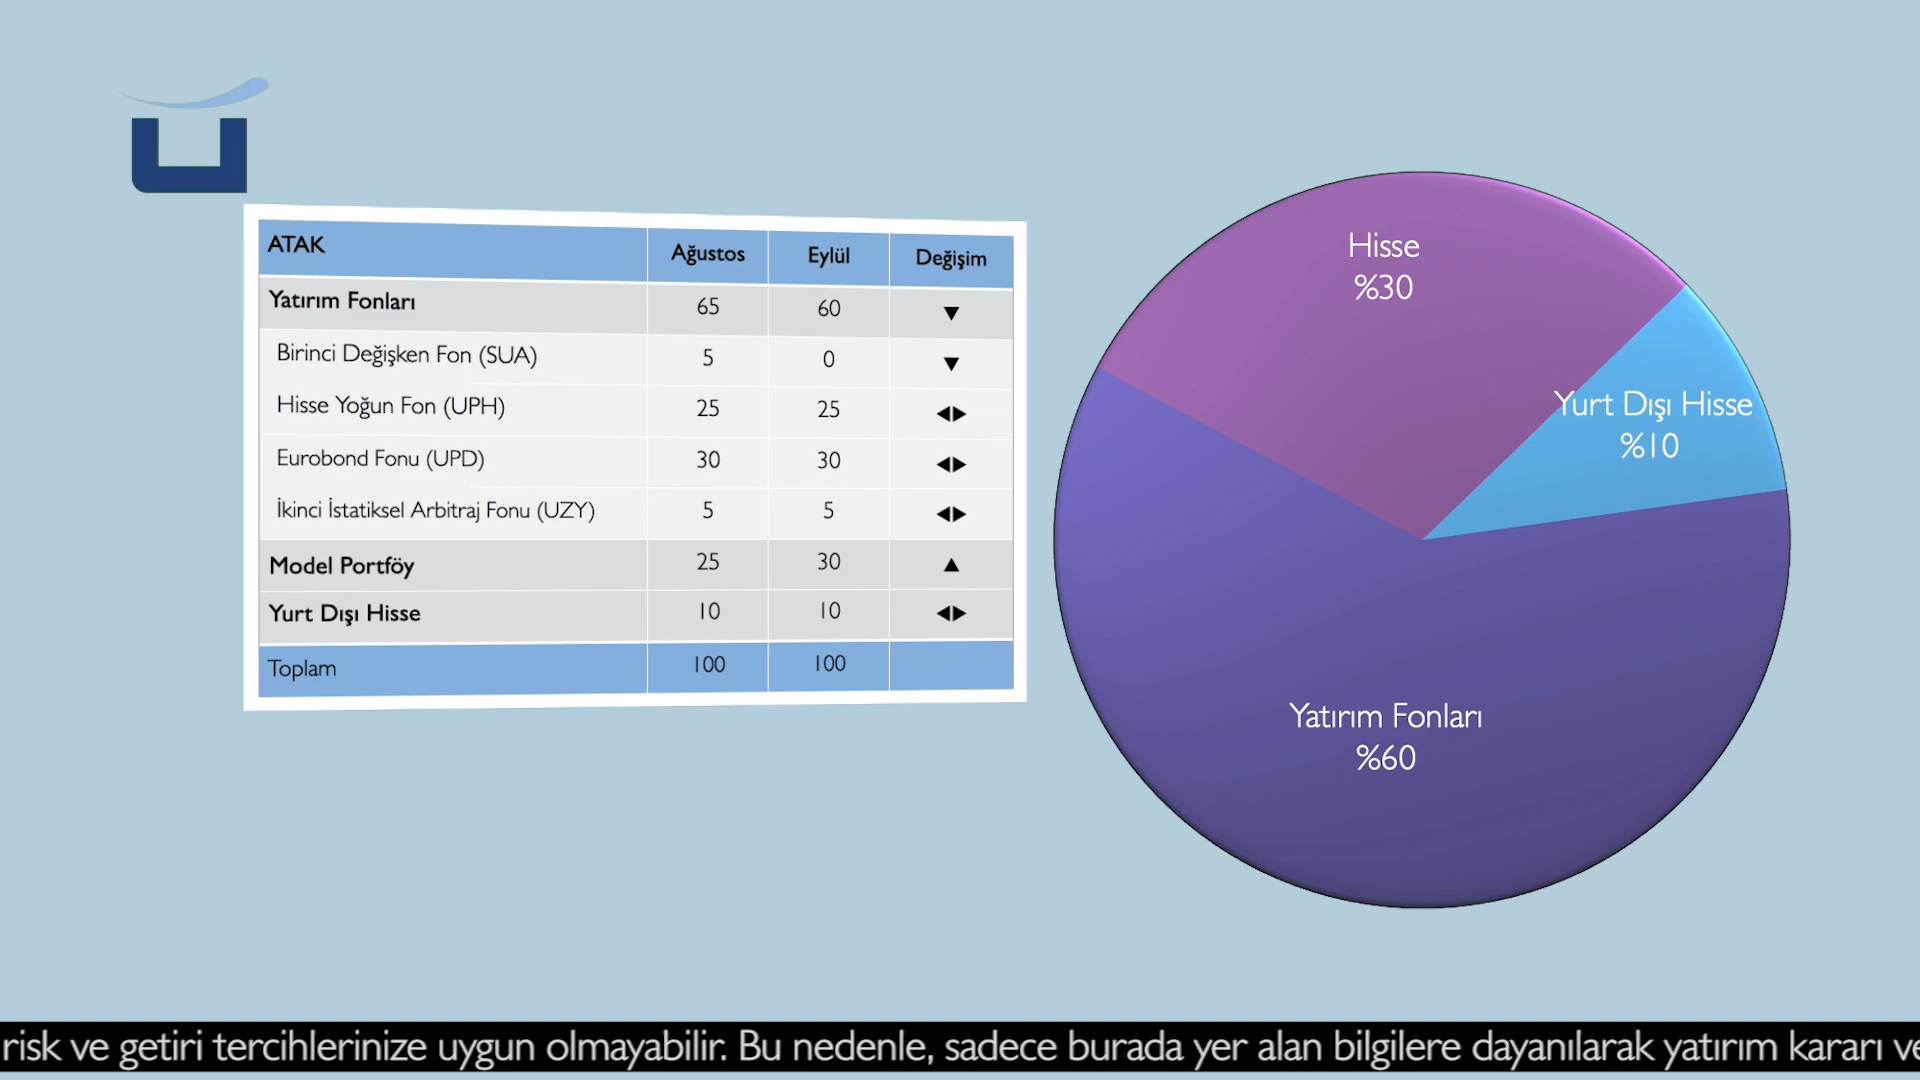 ATAK Ağustos Eylül Değişim
Yatırım Fonları 65 60 ▼
Birinci Değişken Fon (SUA) 5 0 ▼
Hisse Yoğun Fon (UPH) 25 25 ◀▶
Eurobond Fonu (UPD) 30 30 ◀▶
İkinci İstatiksel Arbitraj Fonu (UZY) 5 5 ◀▶
Model Portföy 25 30 ▲
Yurt Dışı Hisse 10 10 ◀▶
Toplam 100 100
Hisse
%30
Yurt Dışı Hisse
%10
Yatırım Fonları
%60
risk ve getiri tercihlerinize uygun olmayabilir. Bu nedenle, sadece burada yer alan bilgilere dayanılarak yatırım kararı ve